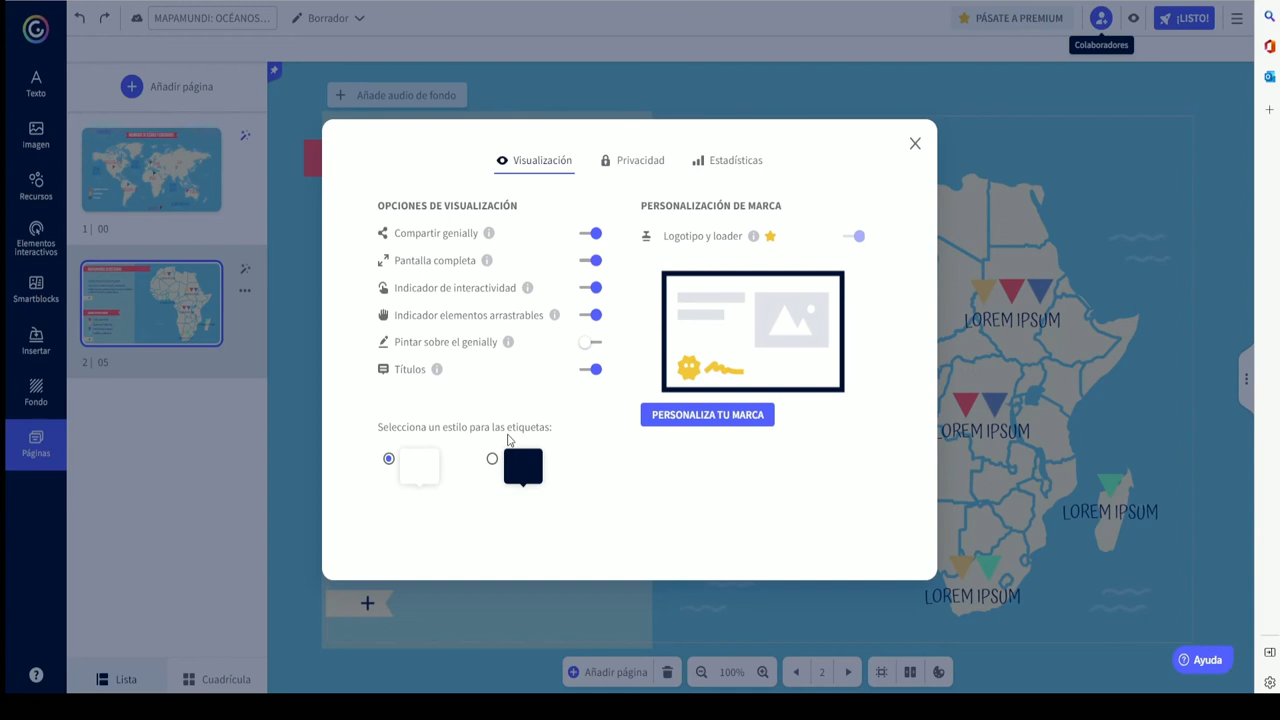 MAPAMUNDI: OCÉANOS...
Borrador
PÁSATE A PREMIUM
¡LISTO!
Colaboradores
Texto
Imagen
Recursos
Elementos
Interactivos
Smartblocks
Insertar
Fondo
Páginas
Añadir página
1 | 00
2 | 05
Lista
Cuadrícula
Añade audio de fondo
Visualización
Privacidad
Estadísticas
OPCIONES DE VISUALIZACIÓN
Compartir genially
Pantalla completa
Indicador de interactividad
Indicador elementos arrastrables
Pintar sobre el genially
Títulos
Selecciona un estilo para las etiquetas:
PERSONALIZACIÓN DE MARCA
Logotipo y loader
PERSONALIZA TU MARCA
LOREM IPSUM
LOREM IPSUM
LOREM IPSUM
LOREM IPSUM
Añadir página
100%
2
Ayuda